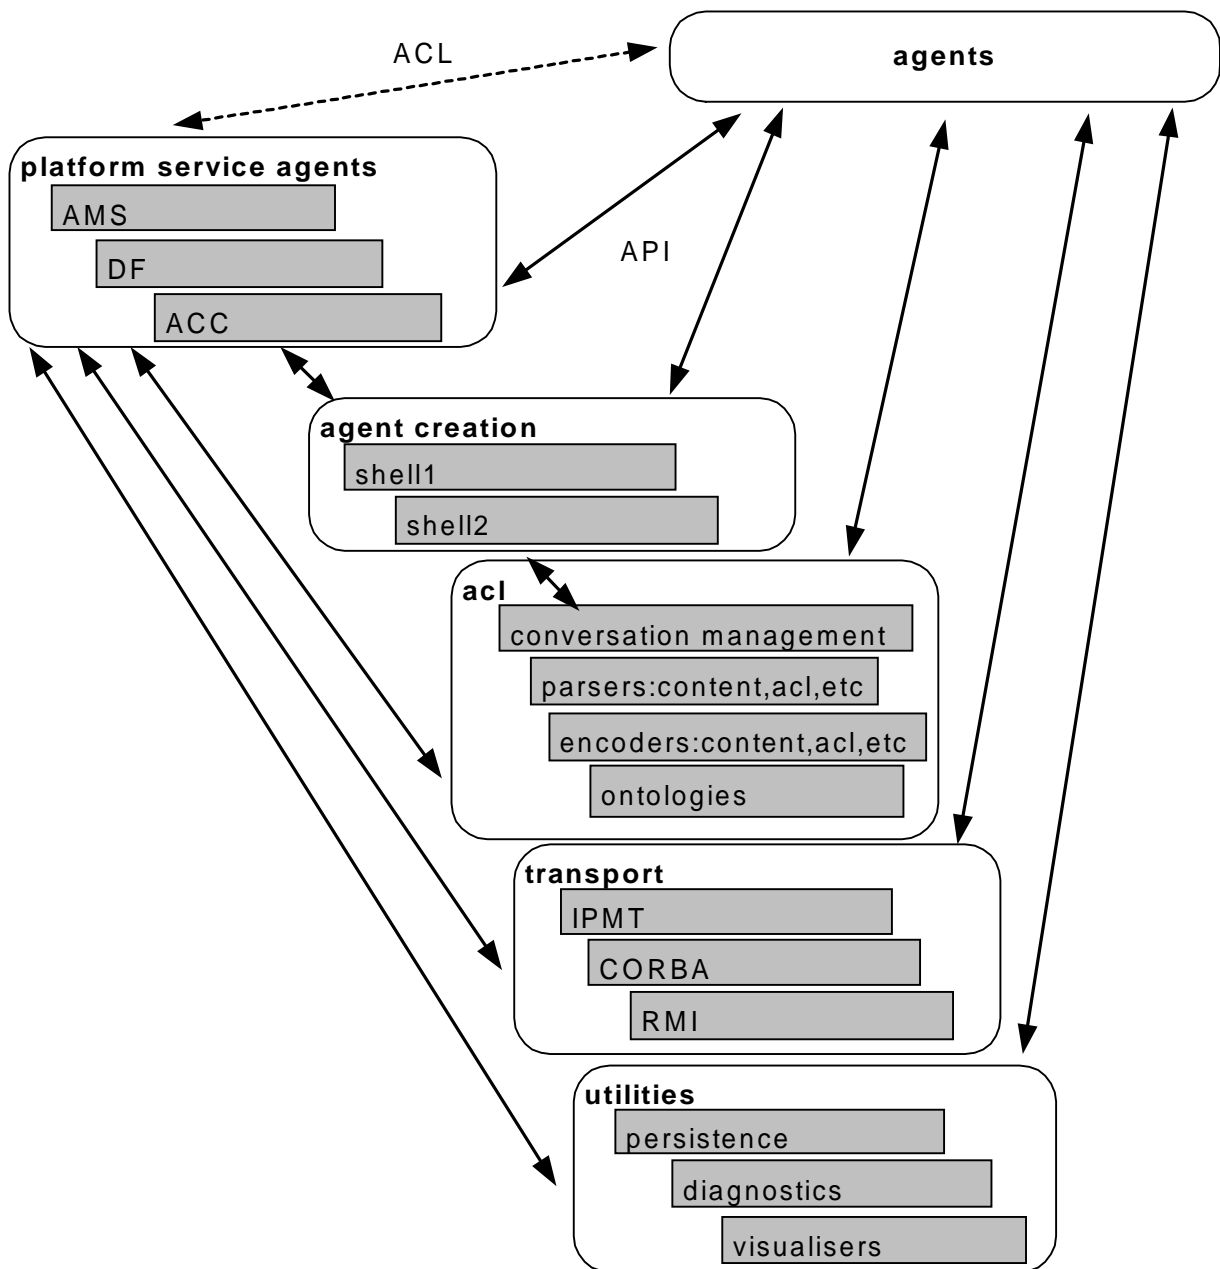 ACL
agents
platform service agents
AMS
DF
ACC
API
agent creation
shell1
shell2
acl
conversation management
parsers:content,acl,etc
encoders:content,acl,etc
ontologies
transport
IPMT
CORBA
RMI
utilities
persistence
diagnostics
visualisers